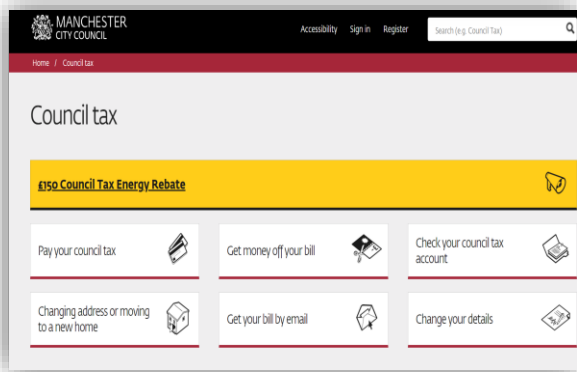 MANCHESTER
CITY COUNCIL
Accessibility Sign in Register Search (e.g. Council Tax)
Home / Council tax
Council tax
£150 Council Tax Energy Rebate
Pay your council tax
Get money off your bill
Check your council tax
account
Changing address or moving
to a new home
Get your bill by email
Change your details